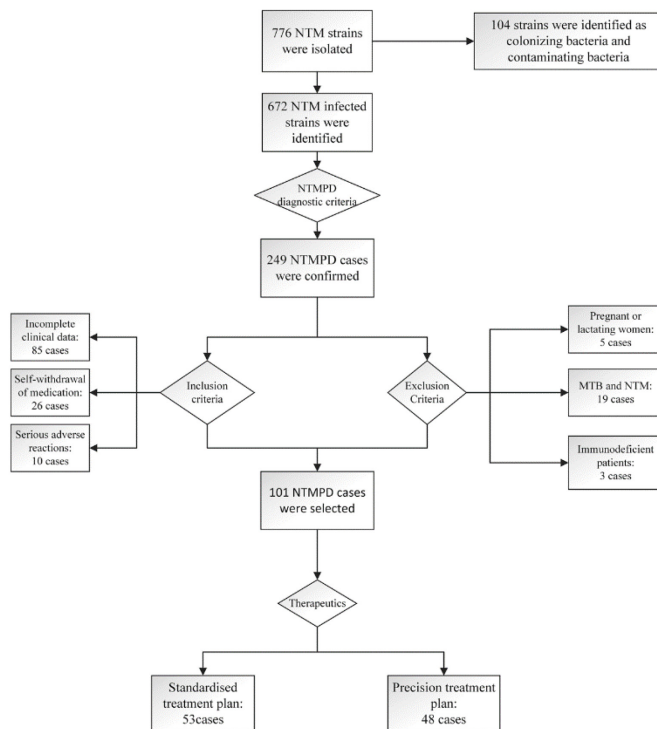 776 NTM strains
were isolated
104 strains were identified as
colonizing bacteria and
contaminating bacteria
672 NTM infected
strains were
identified
NTMPD
diagnostic criteria
249 NTMPD cases
were confirmed
Incomplete
clinical data:
85 cases
Self-withdrawal
of medication:
26 cases
Serious adverse
reactions:
10 cases
Inclusion
criteria
Exclusion
Criteria
Pregnant or
lactating women:
5 cases
MTB and NTM:
19 cases
Immunodeficient
patients:
3 cases
101 NTMPD cases
were selected
Therapeutics
Standardised
treatment plan:
53cases
Precision treatment
plan:
48 cases